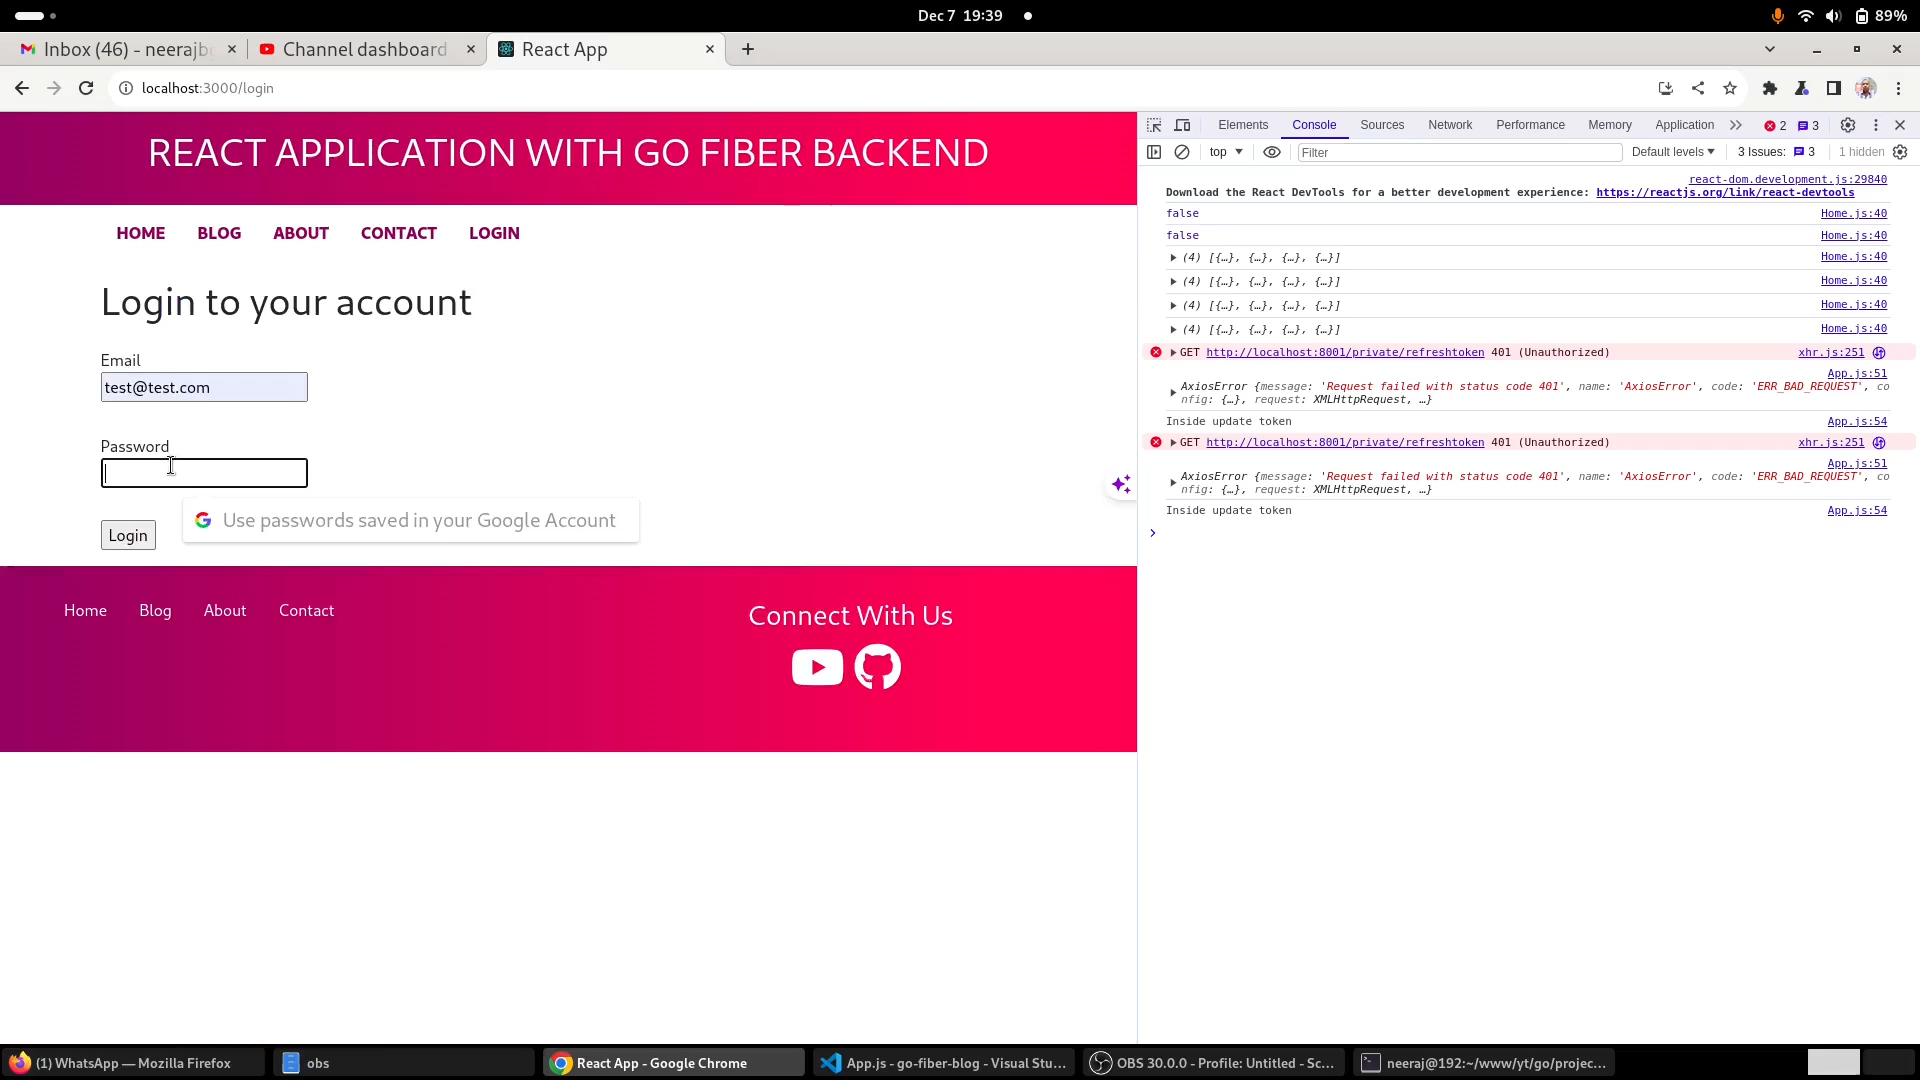 Dec 7 19:39
89%
Inbox (46) - neerajb
Channel dashboard
React App
localhost:3000/login
REACT APPLICATION WITH GO FIBER BACKEND
HOME BLOG ABOUT CONTACT LOGIN
Login to your account
Email
test@test.com
Password
Use passwords saved in your Google Account
Login
Home Blog About Contact
Connect With Us
Elements Console Sources Network Performance Memory Application 2 3
top Filter Default levels 3 Issues: 3 1 hidden
react-dom.development.js:29840
Download the React DevTools for a better development experience: https://reactjs.org/link/react-devtools
false Home.js:40
false Home.js:40
(4) [{…}, {…}, {…}, {…}] Home.js:40
(4) [{…}, {…}, {…}, {…}] Home.js:40
(4) [{…}, {…}, {…}, {…}] Home.js:40
(4) [{…}, {…}, {…}, {…}] Home.js:40
GET http://localhost:8001/private/refreshtoken 401 (Unauthorized) xhr.js:251
App.js:51
AxiosError {message: 'Request failed with status code 401', name: 'AxiosError', code: 'ERR_BAD_REQUEST', co
nfig: {…}, request: XMLHttpRequest, …}
Inside update token App.js:54
GET http://localhost:8001/private/refreshtoken 401 (Unauthorized) xhr.js:251
App.js:51
AxiosError {message: 'Request failed with status code 401', name: 'AxiosError', code: 'ERR_BAD_REQUEST', co
nfig: {…}, request: XMLHttpRequest, …}
Inside update token App.js:54
(1) WhatsApp — Mozilla Firefox
obs
React App - Google Chrome
App.js - go-fiber-blog - Visual Stu...
OBS 30.0.0 - Profile: Untitled - Sc...
neeraj@192:~/www/yt/go/projec...